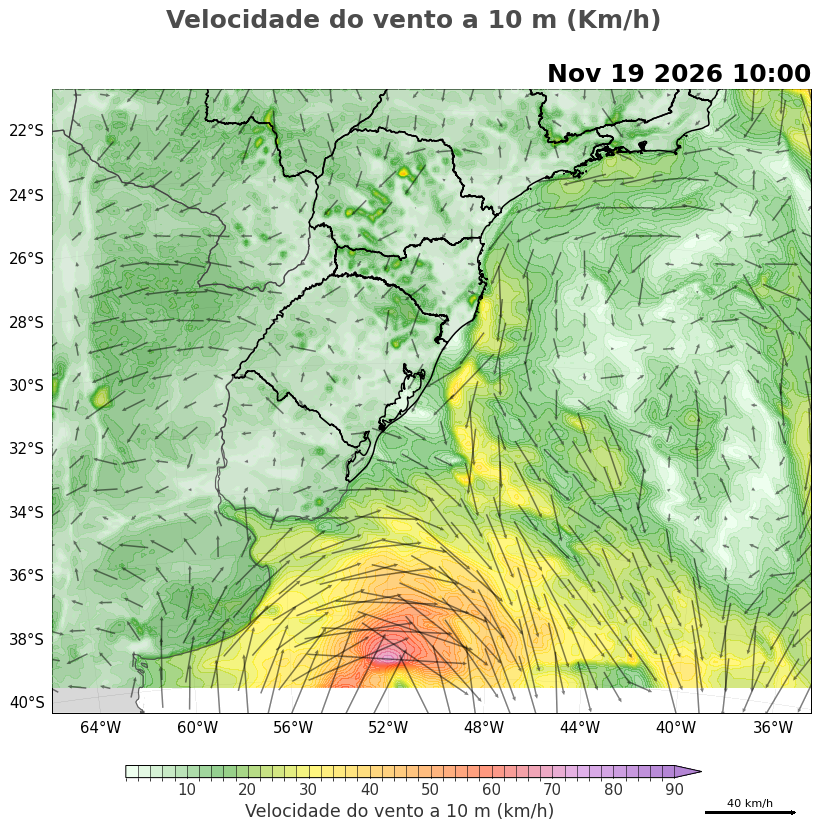 Velocidade do vento a 10 m (Km/h)
Nov 19 2026 10:00
22°S
24°S
26°S
28°S
30°S
32°S
34°S
36°S
38°S
40°S
64°W 60°W 56°W 52°W 48°W 44°W 40°W 36°W
10 20 30 40 50 60 70 80 90
Velocidade do vento a 10 m (km/h)
40 km/h